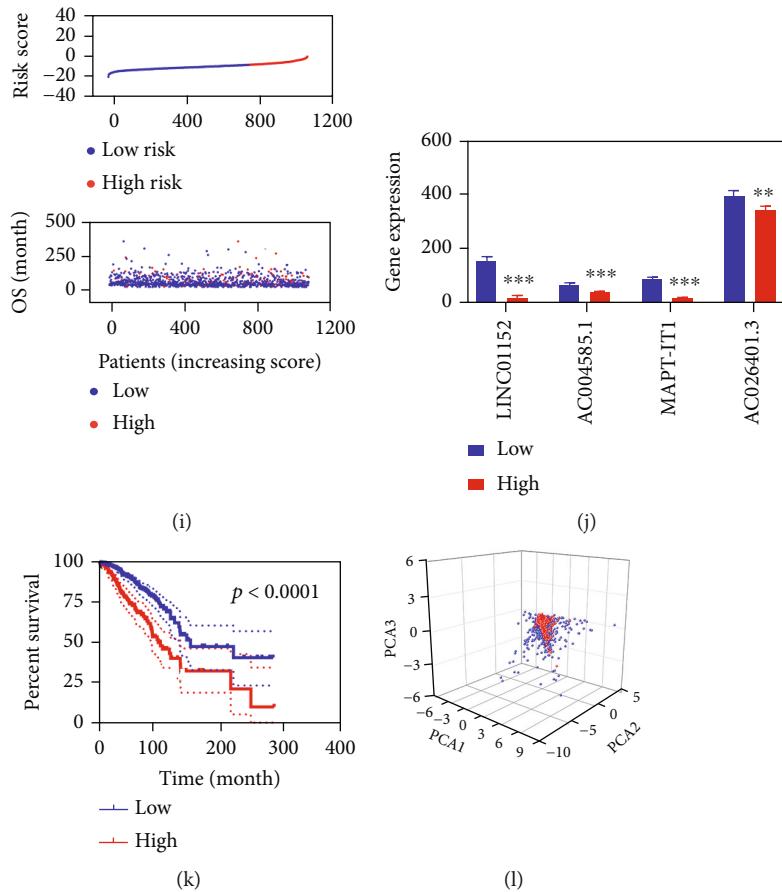 40
20
0
−20
−40
Risk score
0 400 800 1200
Low risk
High risk
500
250
0
OS (month)
0 400 800 1200
Patients (increasing score)
Low
High
(i)
600
400
200
0
Gene expression
***
***
***
**
LINC01152
AC004585.1
MAPT-IT1
AC026401.3
Low
High
(j)
100
75
50
25
0
Percent survival
p < 0.0001
0 100 200 300 400
Time (month)
Low
High
(k)
6
3
0
−3
−6
PCA3
−6 −3 0 3 6 9
PCA1
−10 −5 0 5
PCA2
(l)